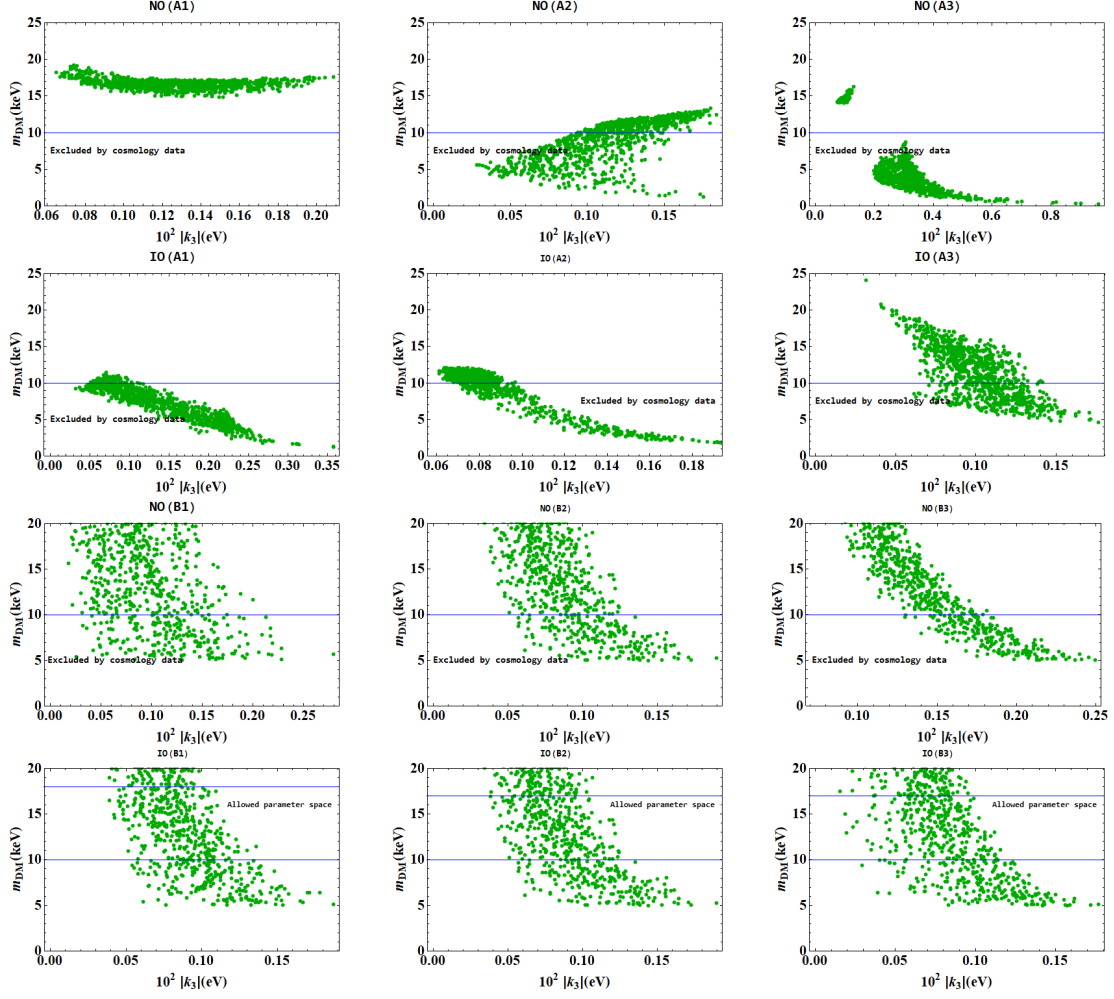 NO(A1) NO(A2) NO(A3)
25 25 25
20 20 20
15 15 15
10 10 10
5 5 5
0 0 0
m_DM(keV) m_DM(keV) m_DM(keV)
Excluded by cosmology data Excluded by cosmology data Excluded by cosmology data
0.06 0.08 0.10 0.12 0.14 0.16 0.18 0.20 0.00 0.05 0.10 0.15 0.0 0.2 0.4 0.6 0.8
10² |k₃|(eV) 10² |k₃|(eV) 10² |k₃|(eV)
IO(A1) IO(A2) IO(A3)
25 25 25
20 20 20
15 15 15
10 10 10
5 5 5
0 0 0
m_DM(keV) m_DM(keV) m_DM(keV)
Excluded by cosmology data Excluded by cosmology data Excluded by cosmology data
0.00 0.05 0.10 0.15 0.20 0.25 0.30 0.35 0.06 0.08 0.10 0.12 0.14 0.16 0.18 0.00 0.05 0.10 0.15
10² |k₃|(eV) 10² |k₃|(eV) 10² |k₃|(eV)
NO(B1) NO(B2) NO(B3)
20 20 20
15 15 15
10 10 10
5 5 5
0 0 0
m_DM(keV) m_DM(keV) m_DM(keV)
Excluded by cosmology data Excluded by cosmology data Excluded by cosmology data
0.00 0.05 0.10 0.15 0.20 0.25 0.00 0.05 0.10 0.15 0.10 0.15 0.20 0.25
10² |k₃|(eV) 10² |k₃|(eV) 10² |k₃|(eV)
IO(B1) IO(B2) IO(B3)
20 20 20
15 15 15
10 10 10
5 5 5
0 0 0
m_DM(keV) m_DM(keV) m_DM(keV)
Allowed parameter space Allowed parameter space Allowed parameter space
0.00 0.05 0.10 0.15 0.00 0.05 0.10 0.15 0.00 0.05 0.10 0.15
10² |k₃|(eV) 10² |k₃|(eV) 10² |k₃|(eV)